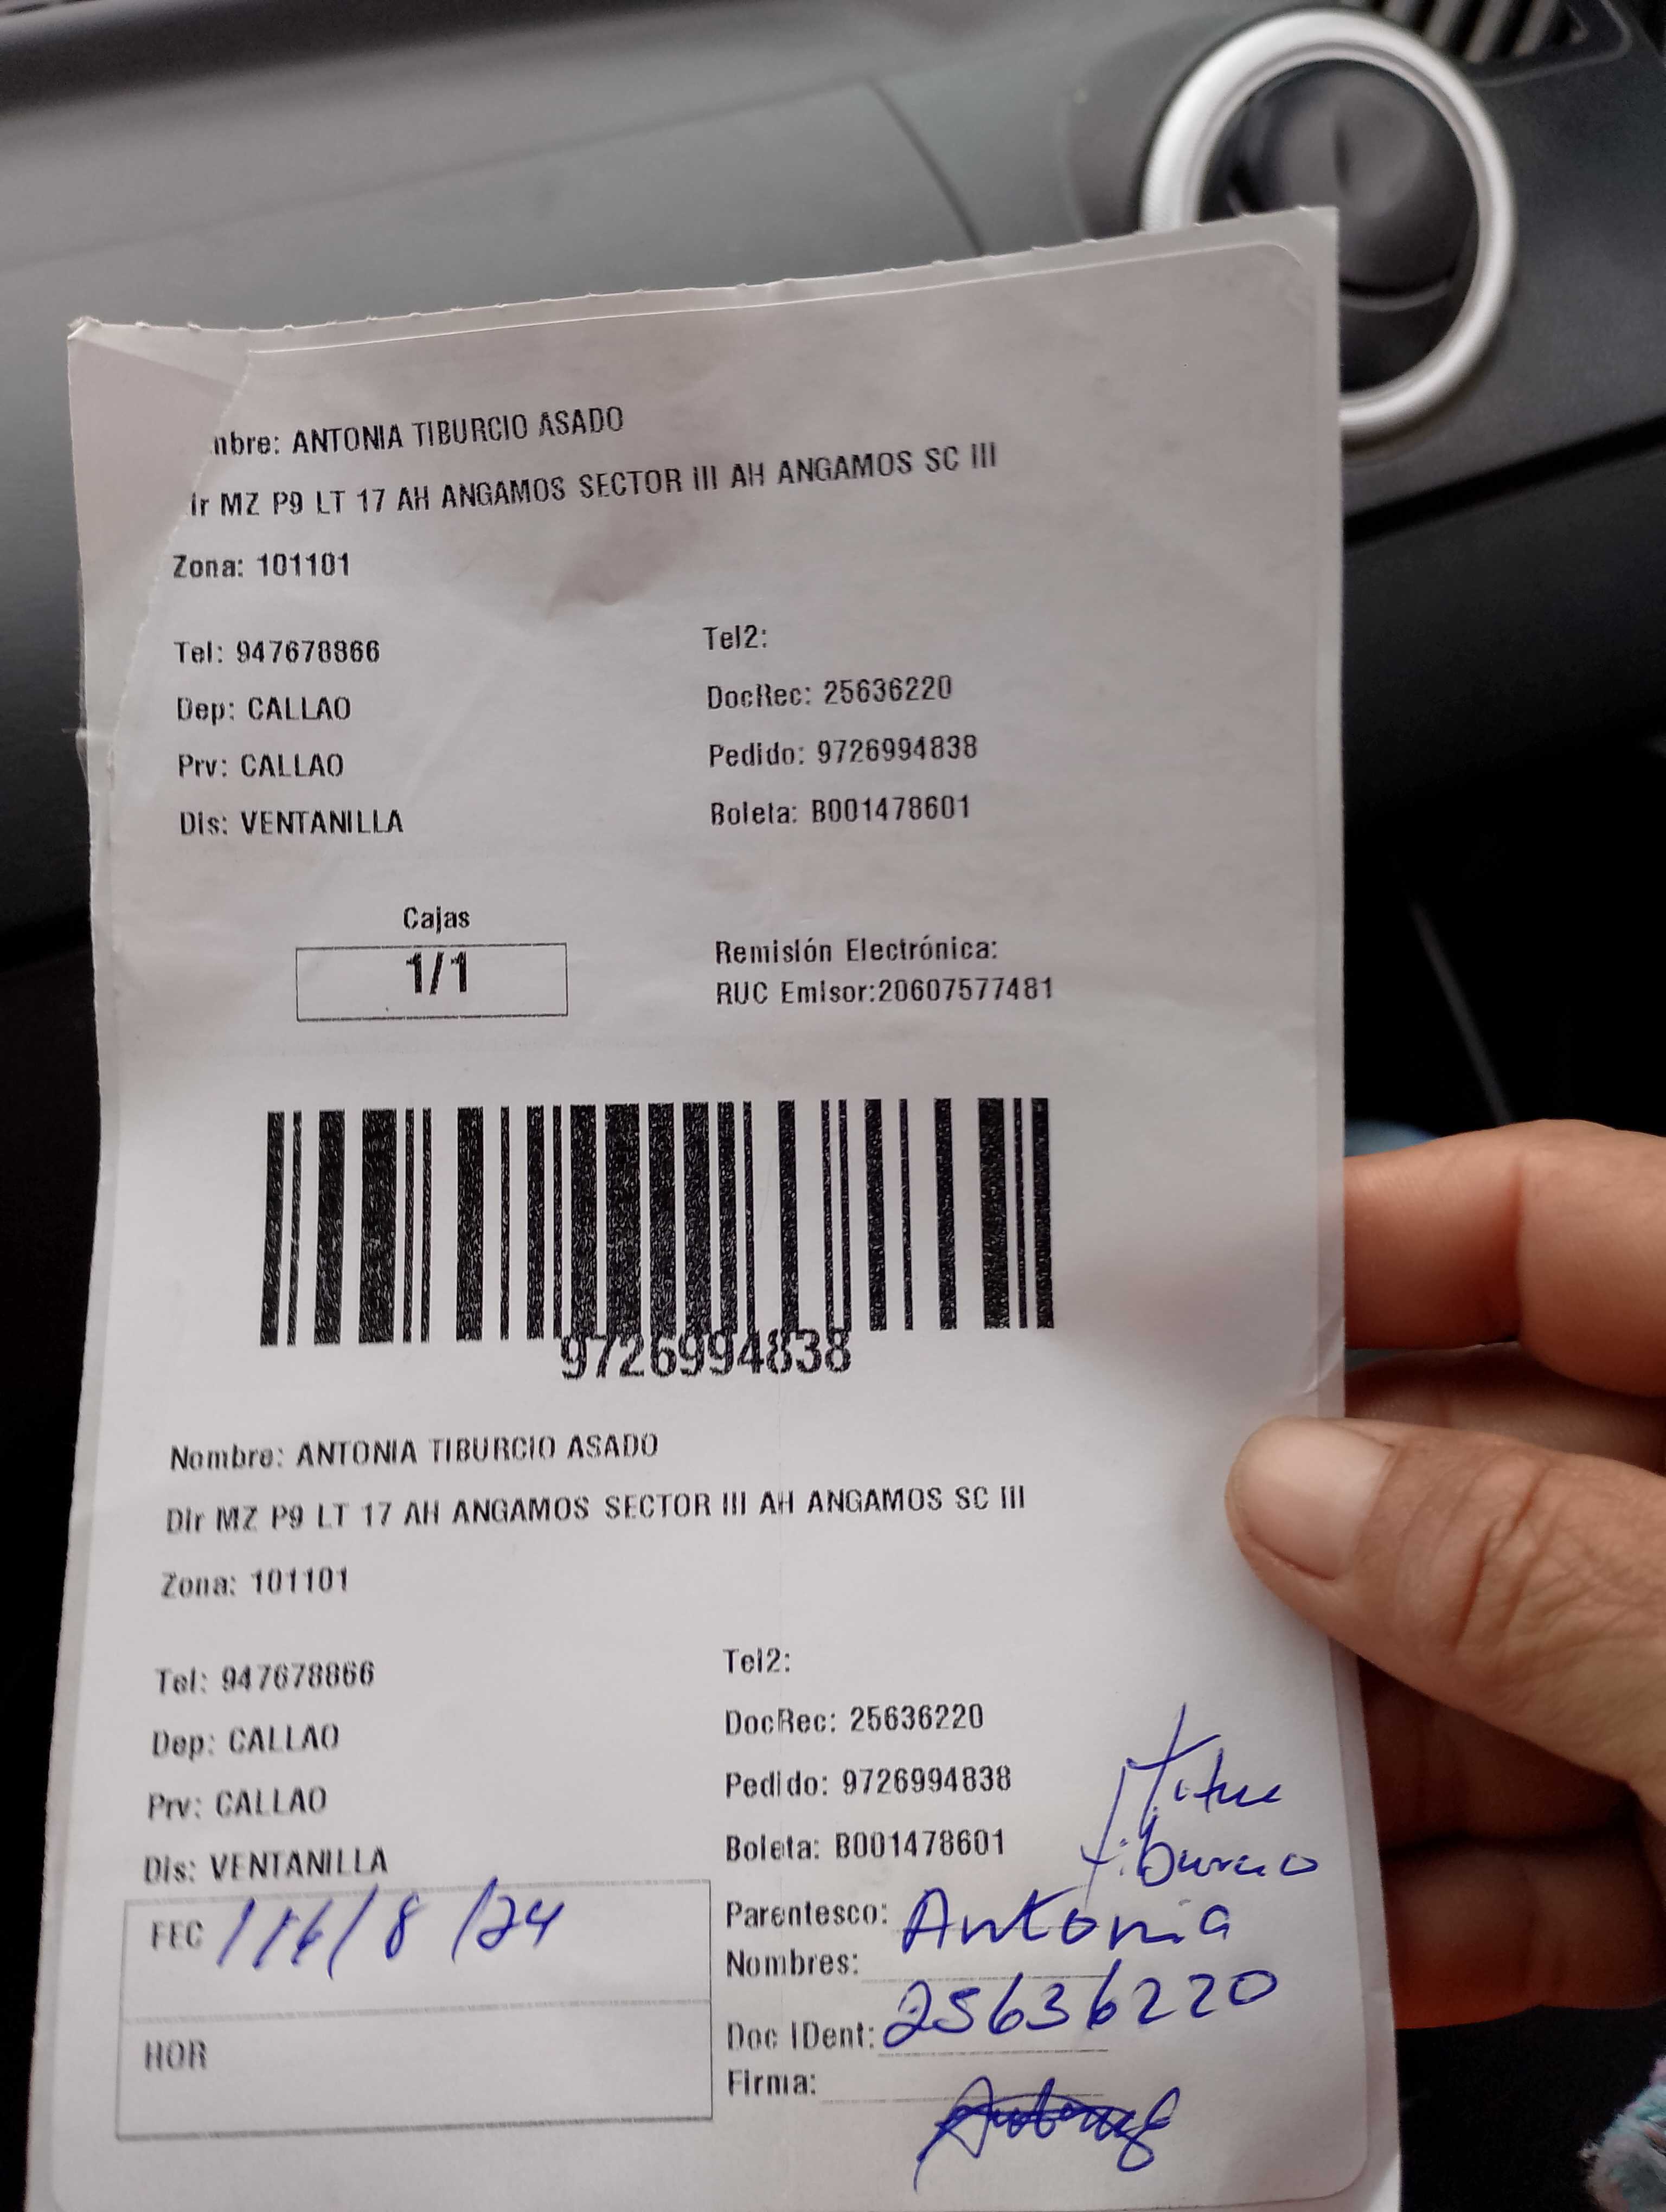 nbre: ANTONIA TIBURCIO ASADO
ir MZ P9 LT 17 AH ANGAMOS SECTOR III AH ANGAMOS SC III
Zona: 101101
Tel: 947678866
Tel2:
Dep: CALLAO
DocRec: 25636220
Prv: CALLAO
Pedido: 9726994838
Dis: VENTANILLA
Boleta: B001478601
Cajas
1/1
Remisión Electrónica:
RUC Emisor:20607577481
9726994838
Nombre: ANTONIA TIBURCIO ASADO
Dir MZ P9 LT 17 AH ANGAMOS SECTOR III AH ANGAMOS SC III
Zona: 101101
Tel: 947678866
Tel2:
Dep: CALLAO
DocRec: 25636220
Prv: CALLAO
Pedido: 9726994838
Dis: VENTANILLA
Boleta: B001478601
Tiburcio
FEC 16/8/24
Parentesco: Antonia
Nombres:
HOR
Doc IDent: 25636220
Firma: